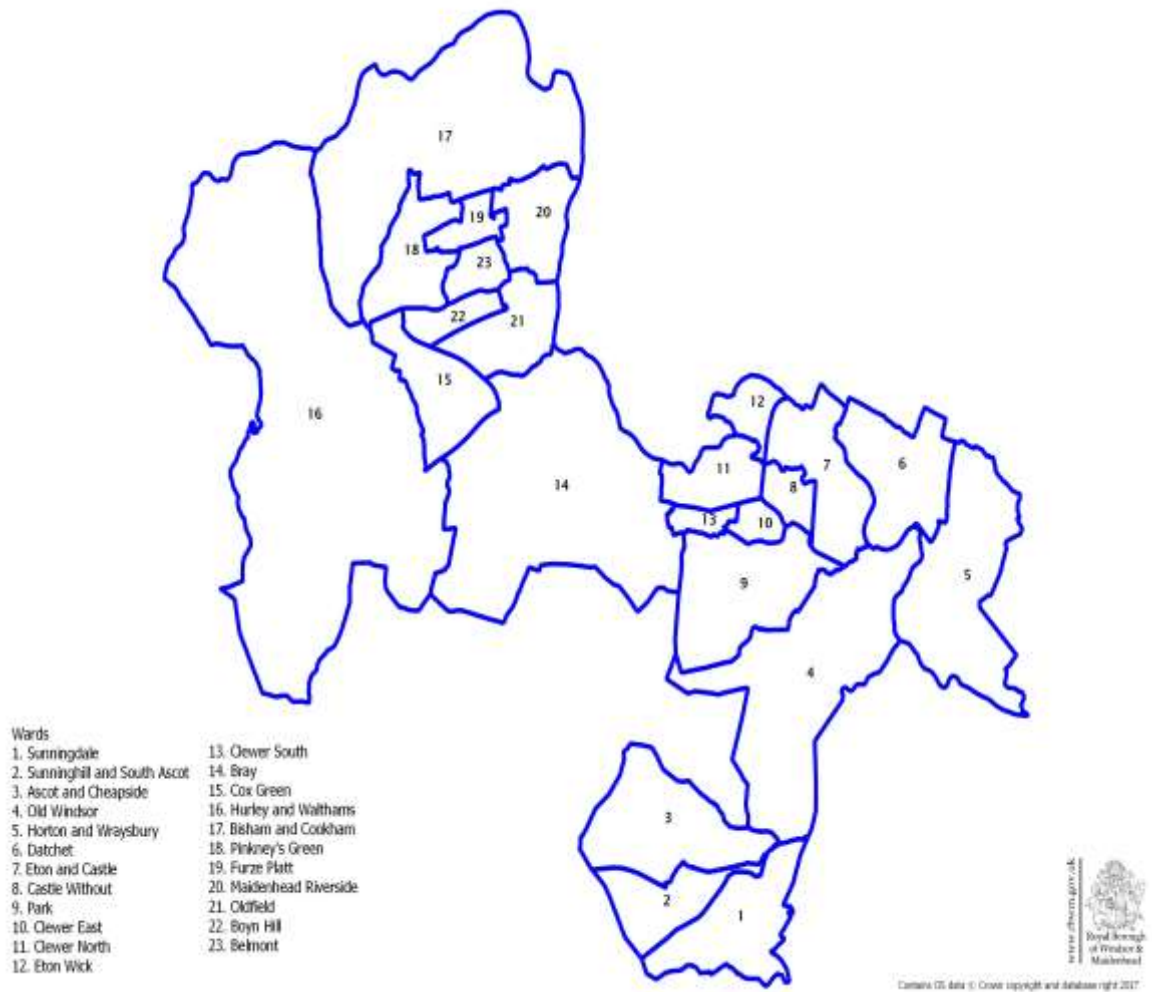 17
19
20
18
23
22
21
15
16
12
11
7
6
14
8
13
10
9
5
4
3
2
1
Wards
1. Sunningdale
2. Sunninghill and South Ascot
3. Ascot and Cheapside
4. Old Windsor
5. Horton and Wraysbury
6. Datchet
7. Eton and Castle
8. Castle Without
9. Park
10. Clewer East
11. Clewer North
12. Eton Wick
13. Clewer South
14. Bray
15. Cox Green
16. Hurley and Walthams
17. Bisham and Cookham
18. Pinkney's Green
19. Furze Platt
20. Maidenhead Riverside
21. Oldfield
22. Boyn Hill
23. Belmont
www.rbwm.gov.uk
Royal Borough
of Windsor &
Maidenhead
Contains OS data © Crown copyright and database right 2017